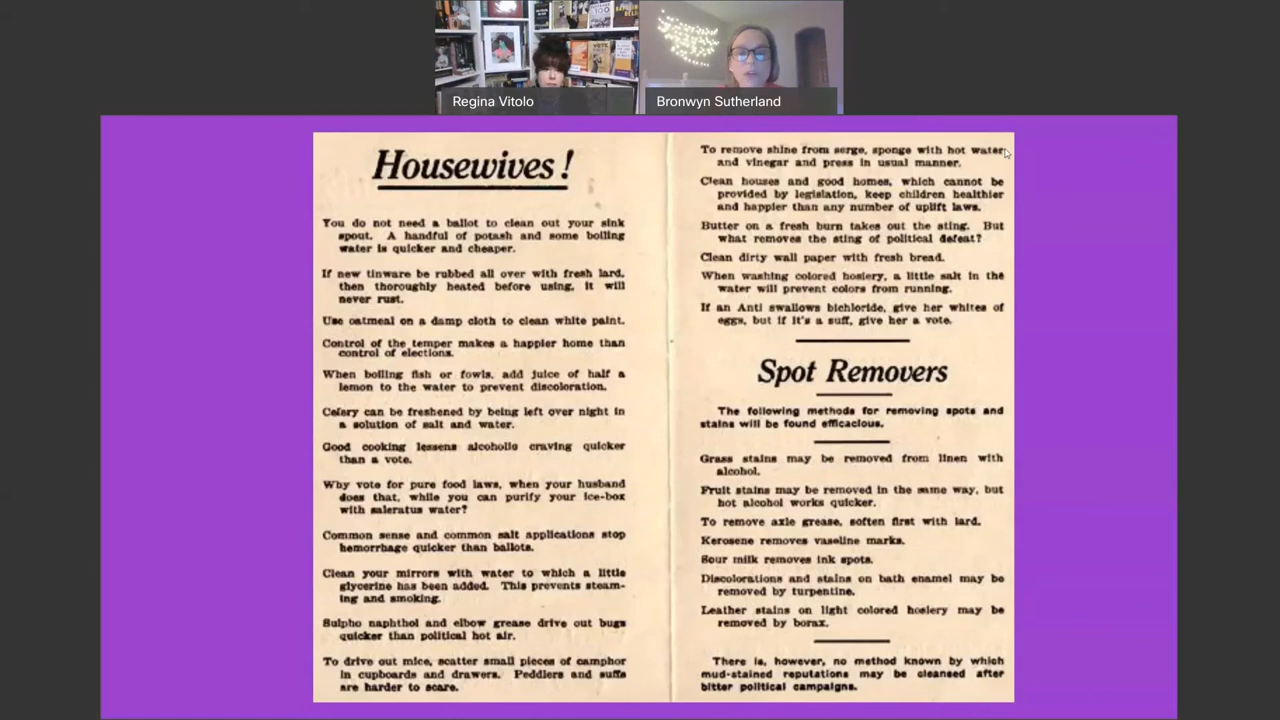 Regina Vitolo
Bronwyn Sutherland
Housewives!
You do not need a ballot to clean out your sink
spout. A handful of potash and some boiling
water is quicker and cheaper.
If new tinware be rubbed all over with fresh lard,
then thoroughly heated before using, it will
never rust.
Use oatmeal on a damp cloth to clean white paint.
Control of the temper makes a happier home than
control of elections.
When boiling fish or fowls, add juice of half a
lemon to the water to prevent discoloration.
Celery can be freshened by being left over night in
a solution of salt and water.
Good cooking lessens alcoholic craving quicker
than a vote.
Why vote for pure food laws, when your husband
does that, while you can purify your ice-box
with saleratus water?
Common sense and common salt applications stop
hemorrhage quicker than ballots.
Clean your mirrors with water to which a little
glycerine has been added. This prevents steam-
ing and smoking.
Sulpho naphthol and elbow grease drive out bugs
quicker than political hot air.
To drive out mice, scatter small pieces of camphor
in cupboards and drawers. Peddlers and suffs
are harder to scare.
To remove shine from serge, sponge with hot water
and vinegar and press in usual manner.
Clean houses and good homes, which cannot be
provided by legislation, keep children healthier
and happier than any number of uplift laws.
Butter on a fresh burn takes out the sting. But
what removes the sting of political defeat?
Clean dirty wall paper with fresh bread.
When washing colored hosiery, a little salt in the
water will prevent colors from running.
If an Anti swallows bichloride, give her whites of
eggs, but if it's a suff, give her a vote.
Spot Removers
The following methods for removing spots and
stains will be found efficacious.
Grass stains may be removed from linen with
alcohol.
Fruit stains may be removed in the same way, but
hot alcohol works quicker.
To remove axle grease, soften first with lard.
Kerosene removes vaseline marks.
Sour milk removes ink spots.
Discolorations and stains on bath enamel may be
removed by turpentine.
Leather stains on light colored hosiery may be
removed by borax.
There is, however, no method known by which
mud-stained reputations may be cleansed after
bitter political campaigns.